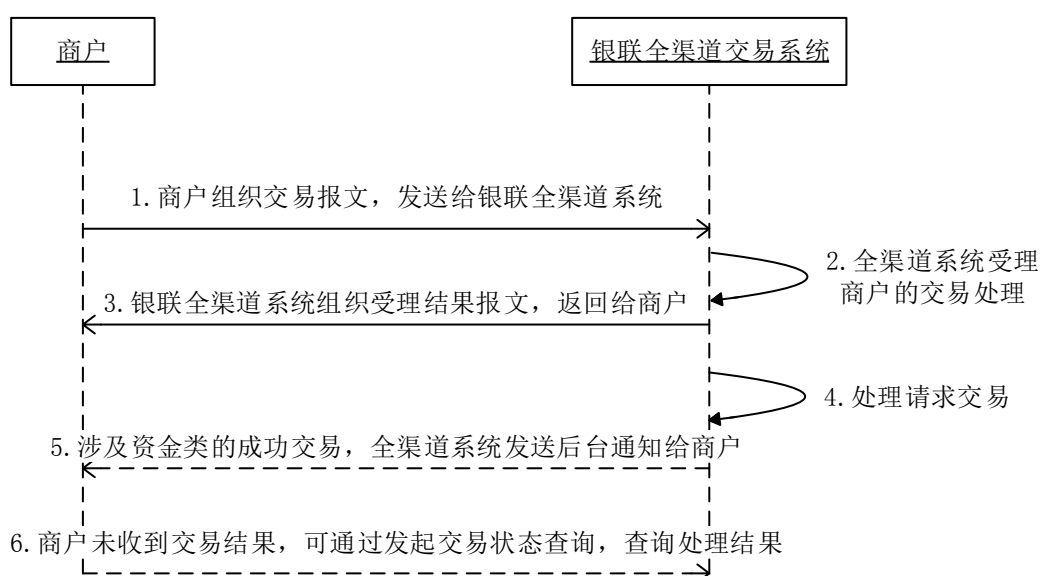 商户
银联全渠道交易系统
1.商户组织交易报文，发送给银联全渠道系统
2.全渠道系统受理
商户的交易处理
3.银联全渠道系统组织受理结果报文，返回给商户
4.处理请求交易
5.涉及资金类的成功交易，全渠道系统发送后台通知给商户
6.商户未收到交易结果，可通过发起交易状态查询，查询处理结果